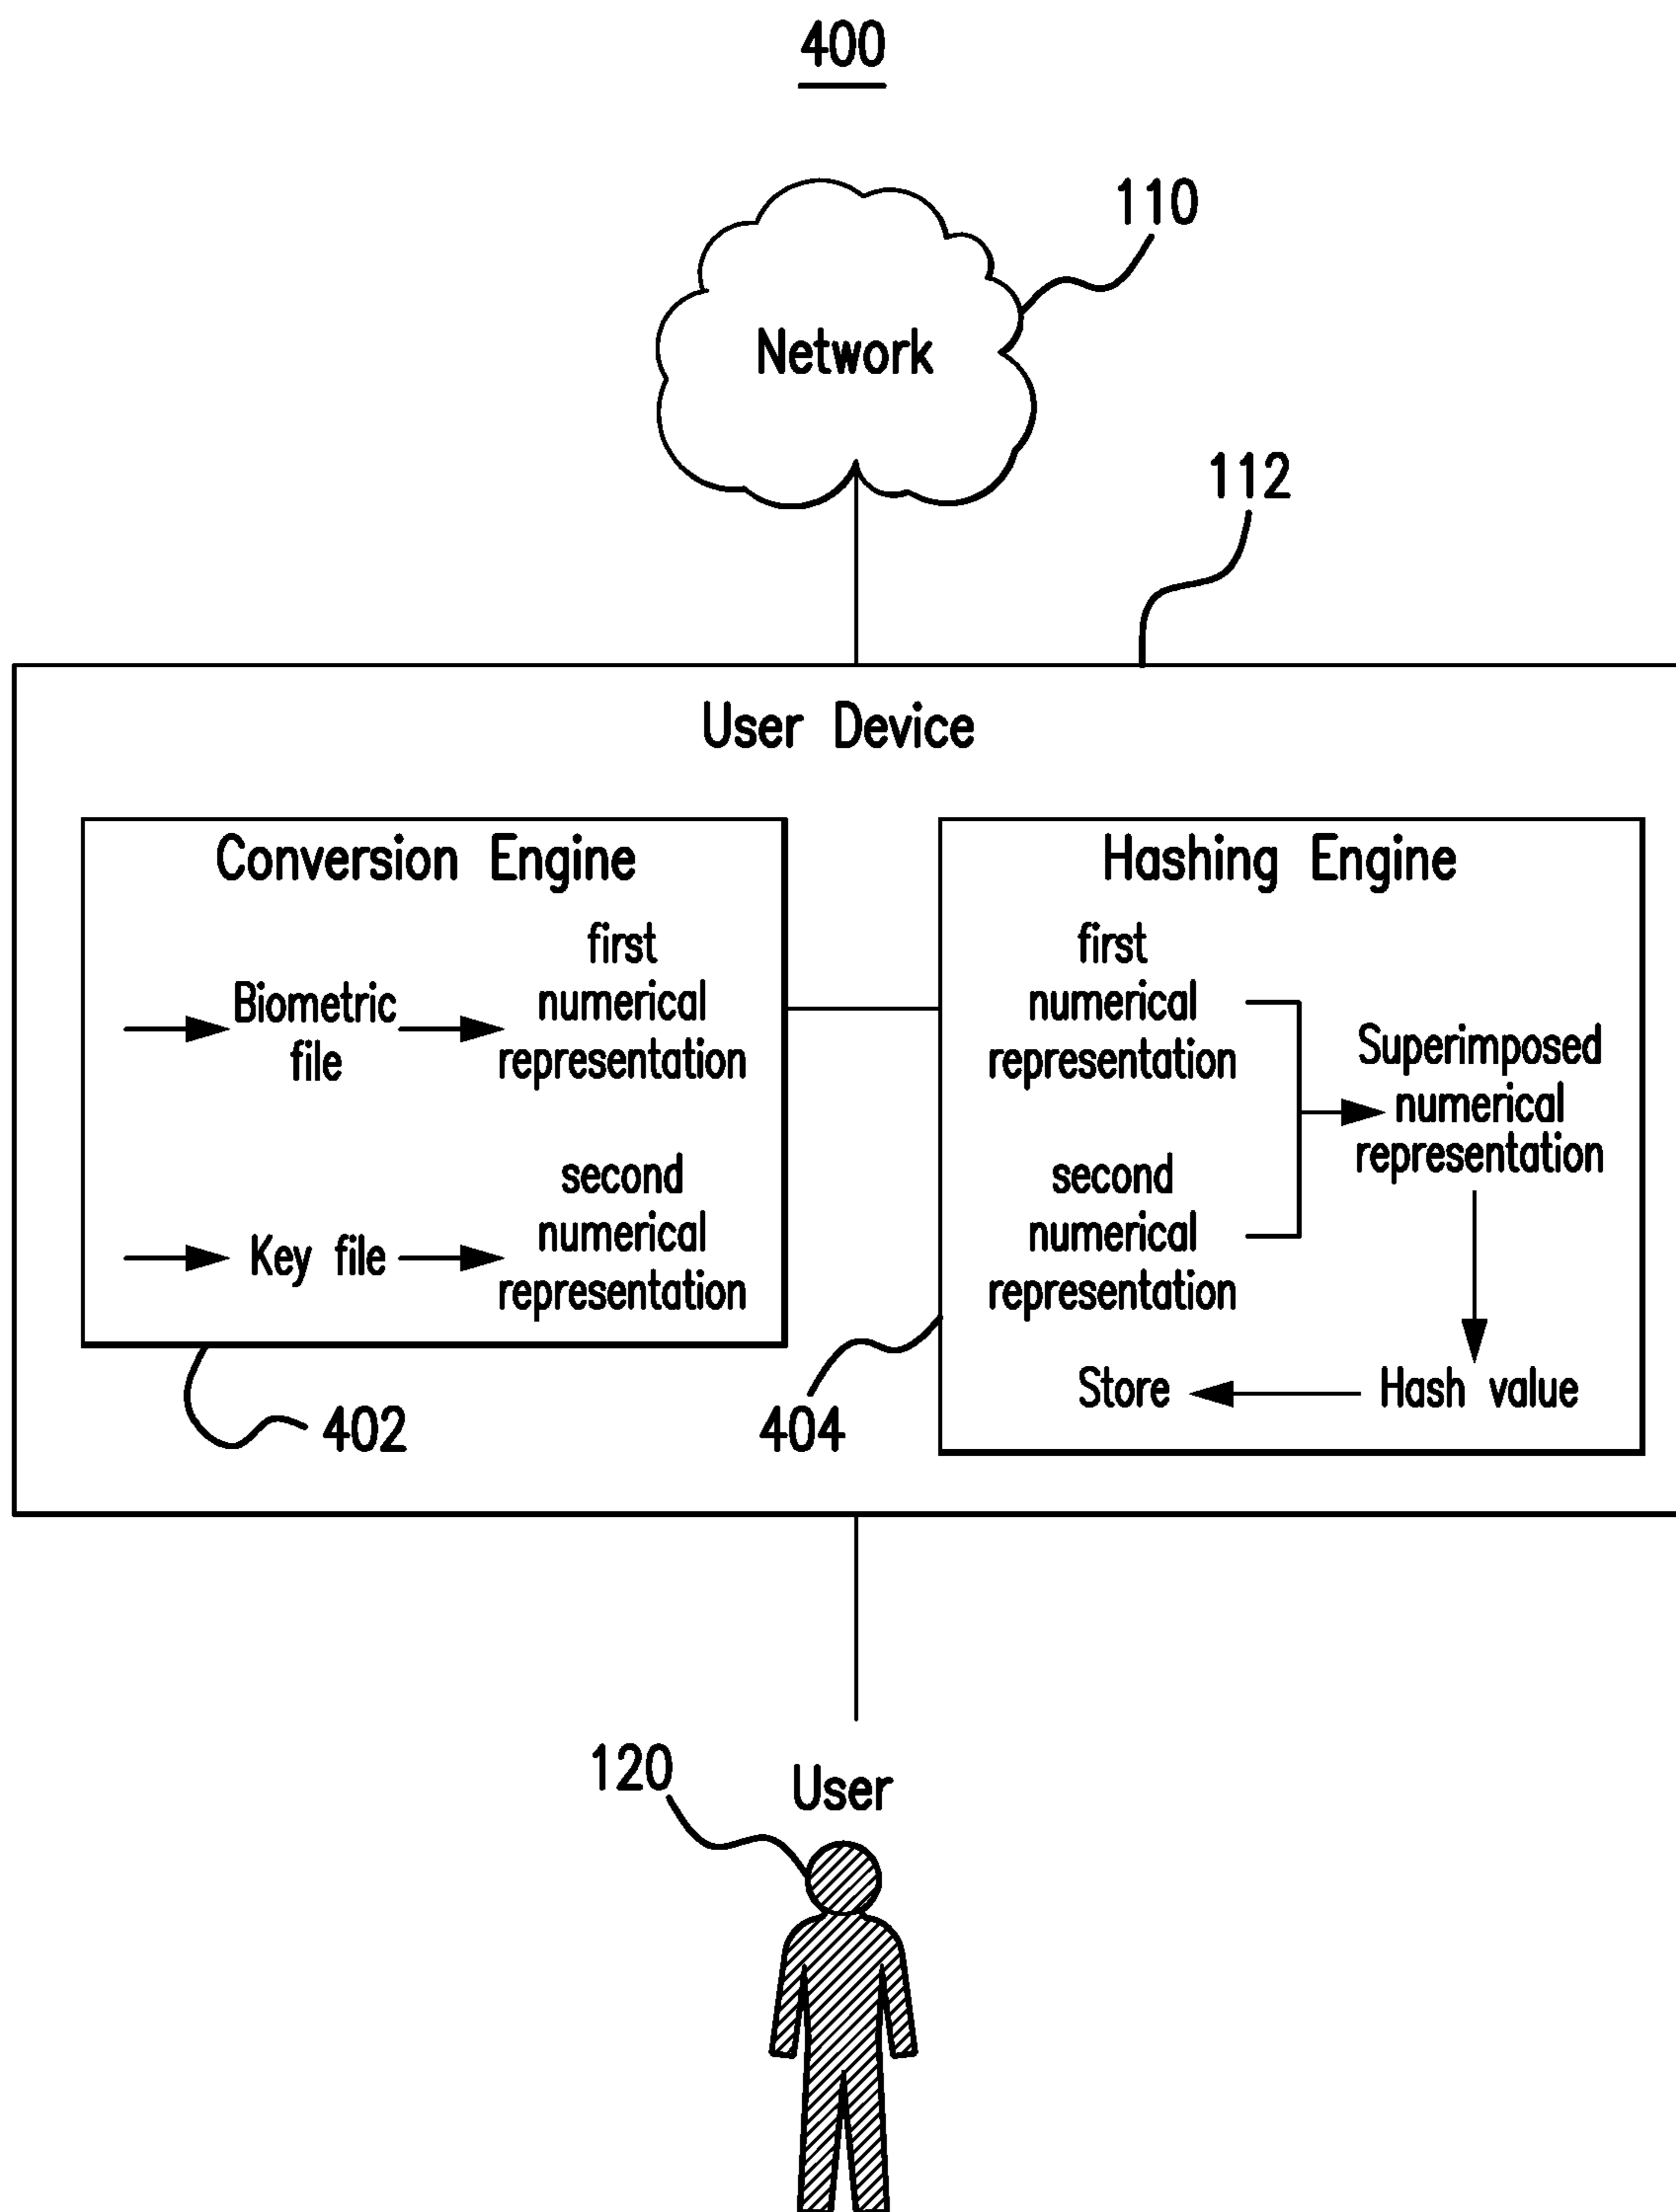 400
110
Network
112
User Device
Conversion Engine
Biometric
file
first
numerical
representation
Key file
second
numerical
representation
402
Hashing Engine
first
numerical
representation
second
numerical
representation
Superimposed
numerical
representation
Hash value
Store
404
120
User